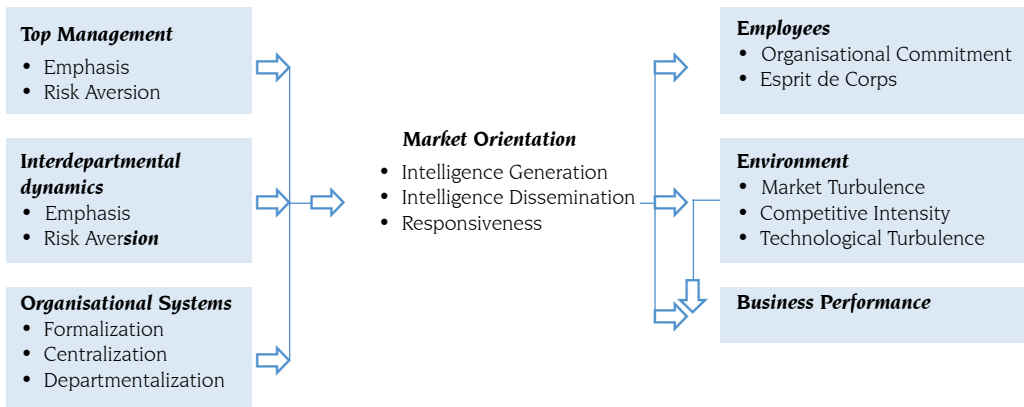 Top Management
• Emphasis
• Risk Aversion
Interdepartmental
dynamics
• Emphasis
• Risk Aversion
Organisational Systems
• Formalization
• Centralization
• Departmentalization
Market Orientation
• Intelligence Generation
• Intelligence Dissemination
• Responsiveness
Employees
• Organisational Commitment
• Esprit de Corps
Environment
• Market Turbulence
• Competitive Intensity
• Technological Turbulence
Business Performance